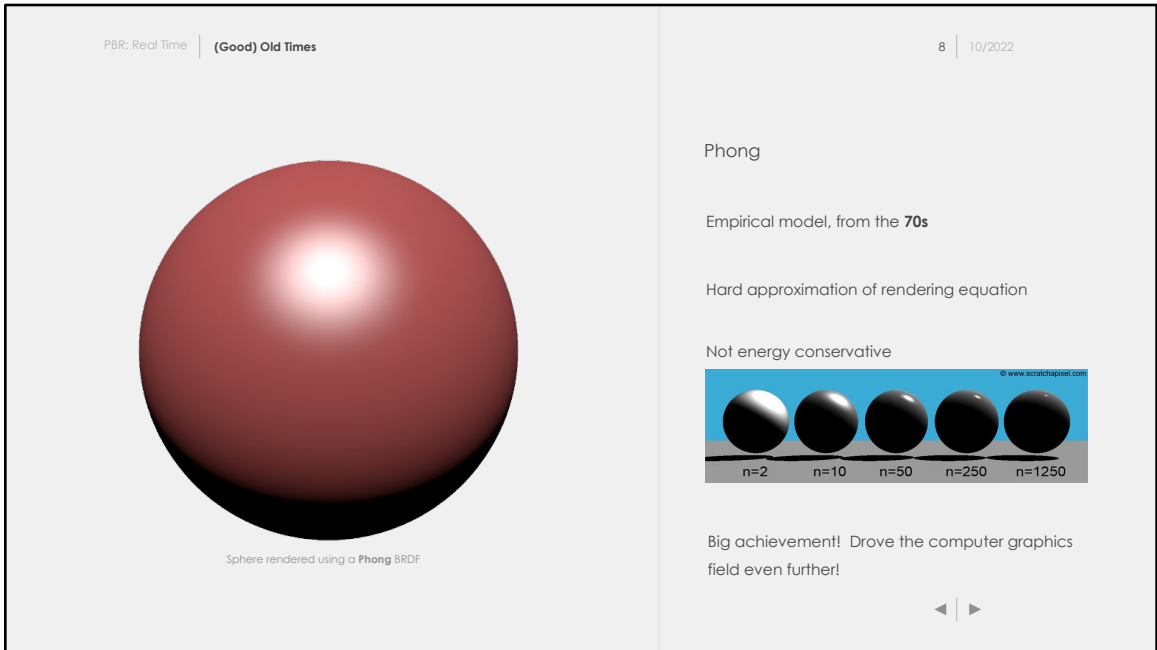 PBR: Real Time | (Good) Old Times
8 | 10/2022
Sphere rendered using a Phong BRDF
Phong
Empirical model, from the 70s
Hard approximation of rendering equation
Not energy conservative
© www.scratchapixel.com
n=2 n=10 n=50 n=250 n=1250
Big achievement! Drove the computer graphics
field even further!